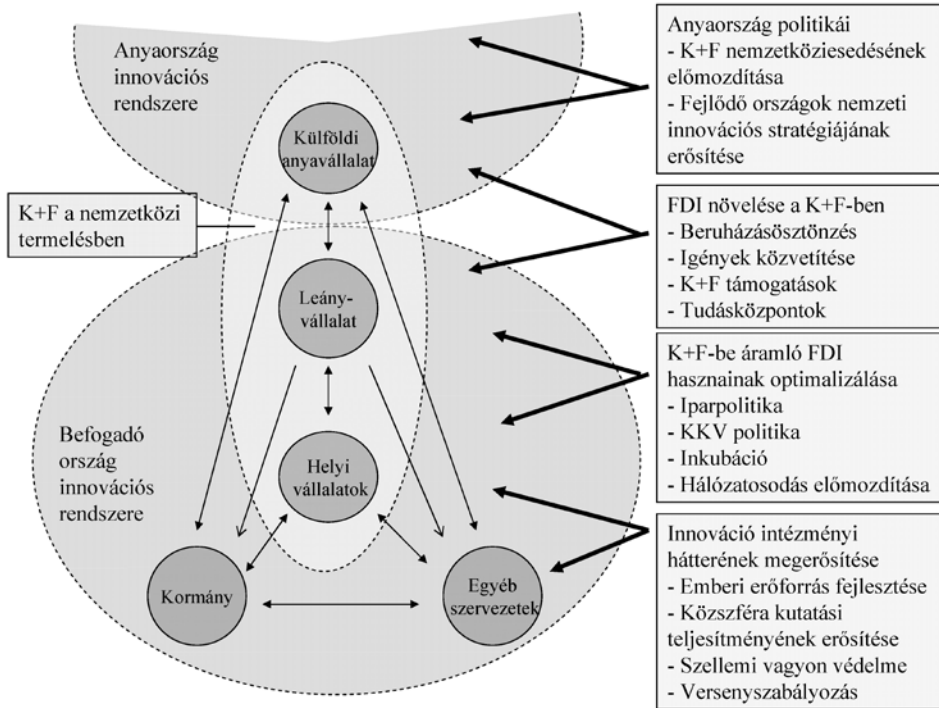 Anyaország
innovációs
rendszere
Külföldi
anyavállalat
K+F a nemzetközi
termelésben
Leány-
vállalat
Helyi
vállalatok
Befogadó
ország
innovációs
rendszere
Kormány
Egyéb
szervezetek
Anyaország politikái
- K+F nemzetköziesedésének
előmozdítása
- Fejlődő országok nemzeti
innovációs stratégiájának
erősítése
FDI növelése a K+F-ben
- Beruházásösztönzés
- Igények közvetítése
- K+F támogatások
- Tudásközpontok
K+F-be áramló FDI
hasznainak optimalizálása
- Iparpolitika
- KKV politika
- Inkubáció
- Hálózatosodás előmozdítása
Innováció intézményi
hátterének megerősítése
- Emberi erőforrás fejlesztése
- Közszféra kutatási
teljesítményének erősítése
- Szellemi vagyon védelme
- Versenyszabályozás